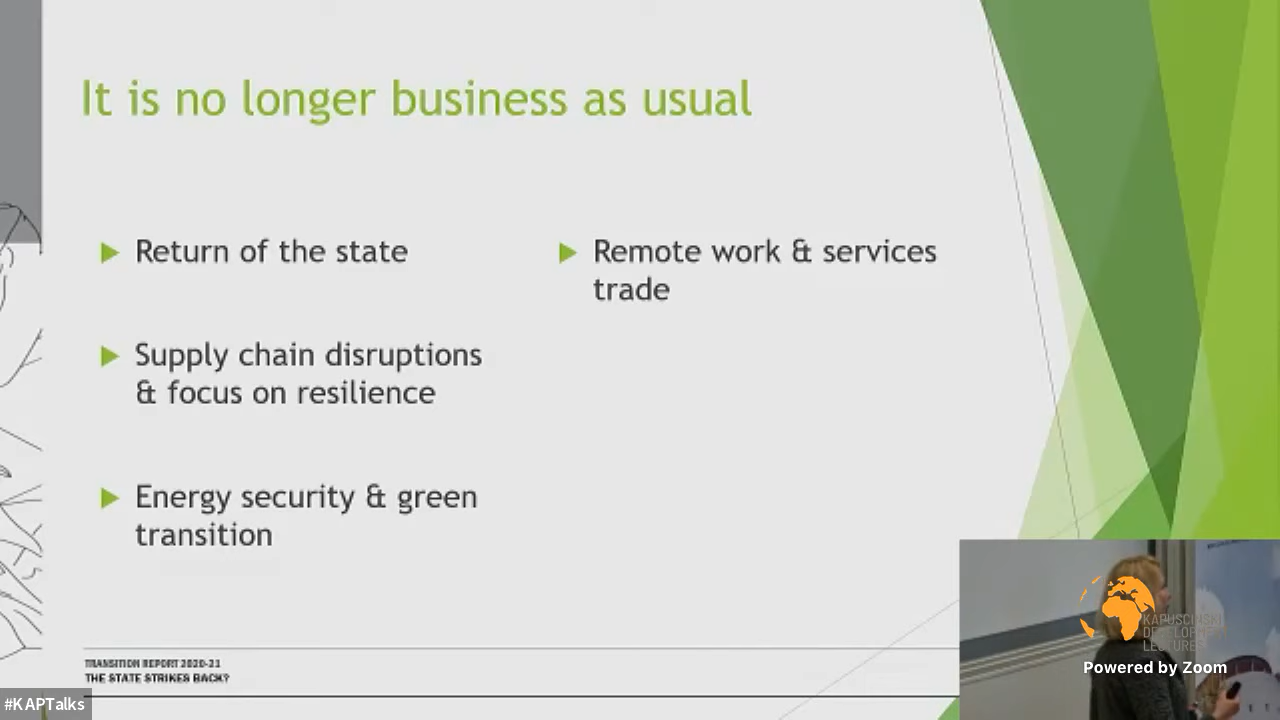 It is no longer business as usual
Return of the state
Supply chain disruptions
& focus on resilience
Energy security & green
transition
Remote work & services
trade
TRANSITION REPORT 2020-21
THE STATE STRIKES BACK?
#KAPTalks
KAPUSCINSKI
DEVELOPMENT
LECTURES
Powered by Zoom